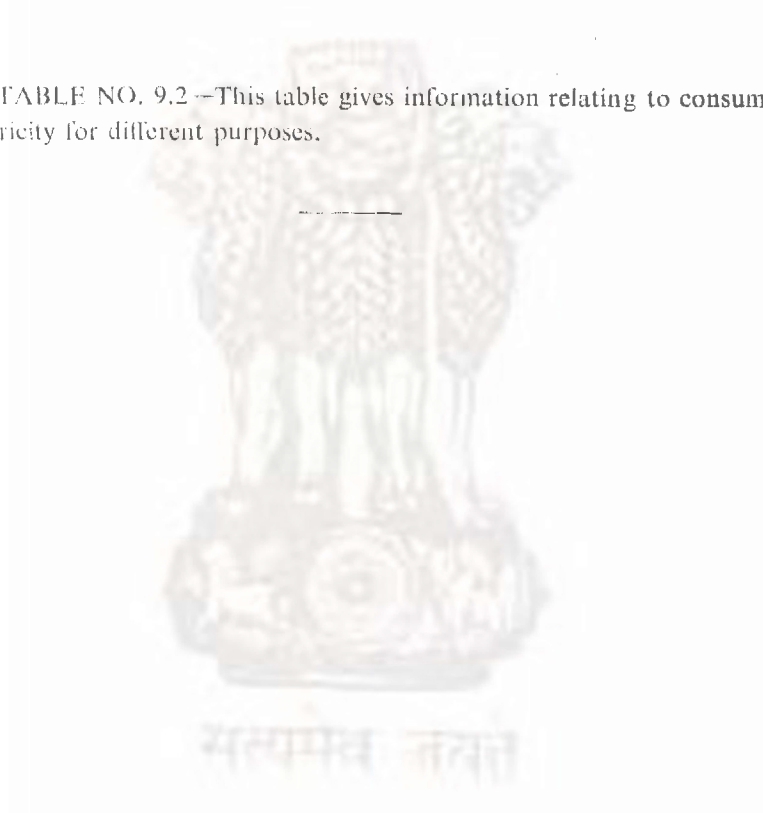 TABLE NO. 9.2—This table gives information relating to consum
ricity for different purposes.
सत्यमेव जयते